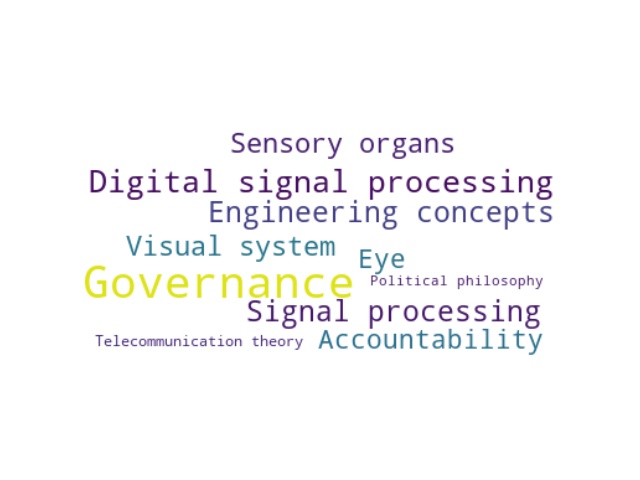 Sensory organs
Digital signal processing
Engineering concepts
Visual system
Eye
Governance
Political philosophy
Signal processing
Telecommunication theory
Accountability